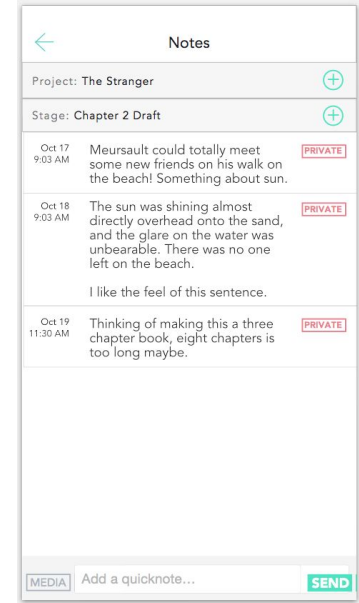 Notes
Project: The Stranger
Stage: Chapter 2 Draft
Oct 17
9:03 AM
Meursault could totally meet
some new friends on his walk on
the beach! Something about sun.
PRIVATE
Oct 18
9:03 AM
The sun was shining almost
directly overhead onto the sand,
and the glare on the water was
unbearable. There was no one
left on the beach.
I like the feel of this sentence.
PRIVATE
Oct 19
11:30 AM
Thinking of making this a three
chapter book, eight chapters is
too long maybe.
PRIVATE
MEDIA
Add a quicknote...
SEND